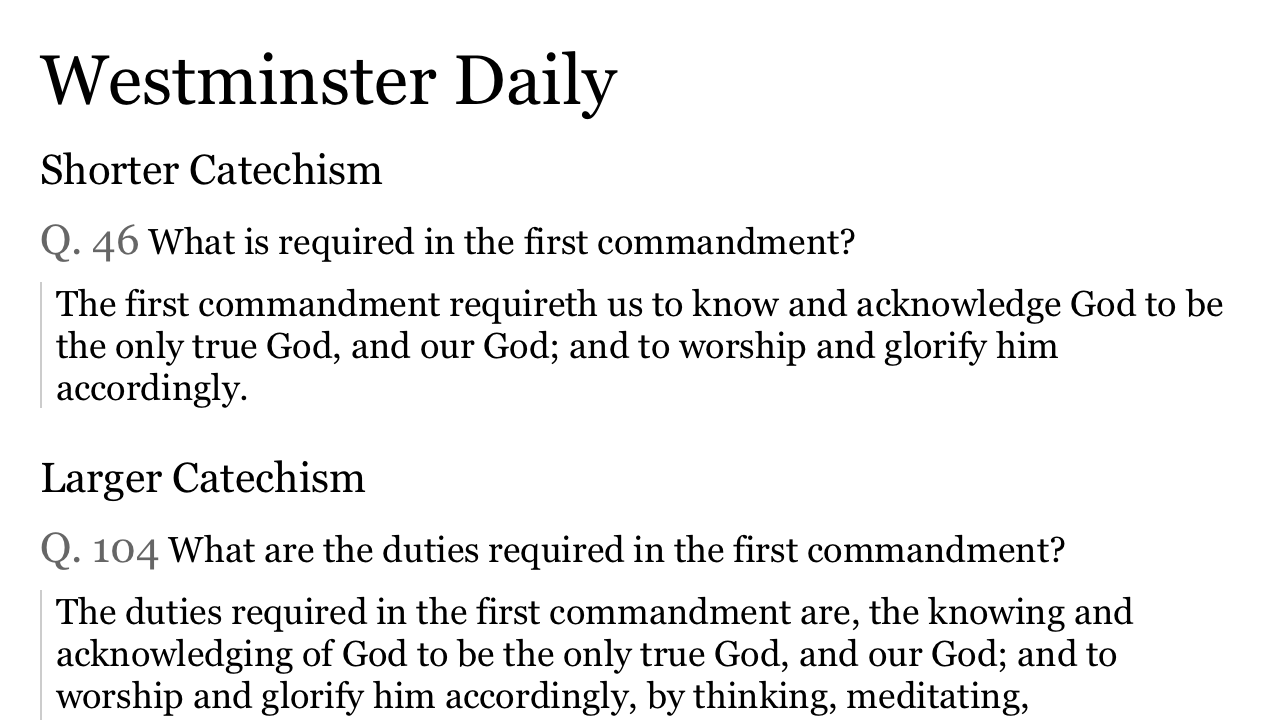 Westminster Daily
Shorter Catechism
Q. 46 What is required in the first commandment?
The first commandment requireth us to know and acknowledge God to be
the only true God, and our God; and to worship and glorify him
accordingly.
Larger Catechism
Q. 104 What are the duties required in the first commandment?
The duties required in the first commandment are, the knowing and
acknowledging of God to be the only true God, and our God; and to
worship and glorify him accordingly, by thinking, meditating,